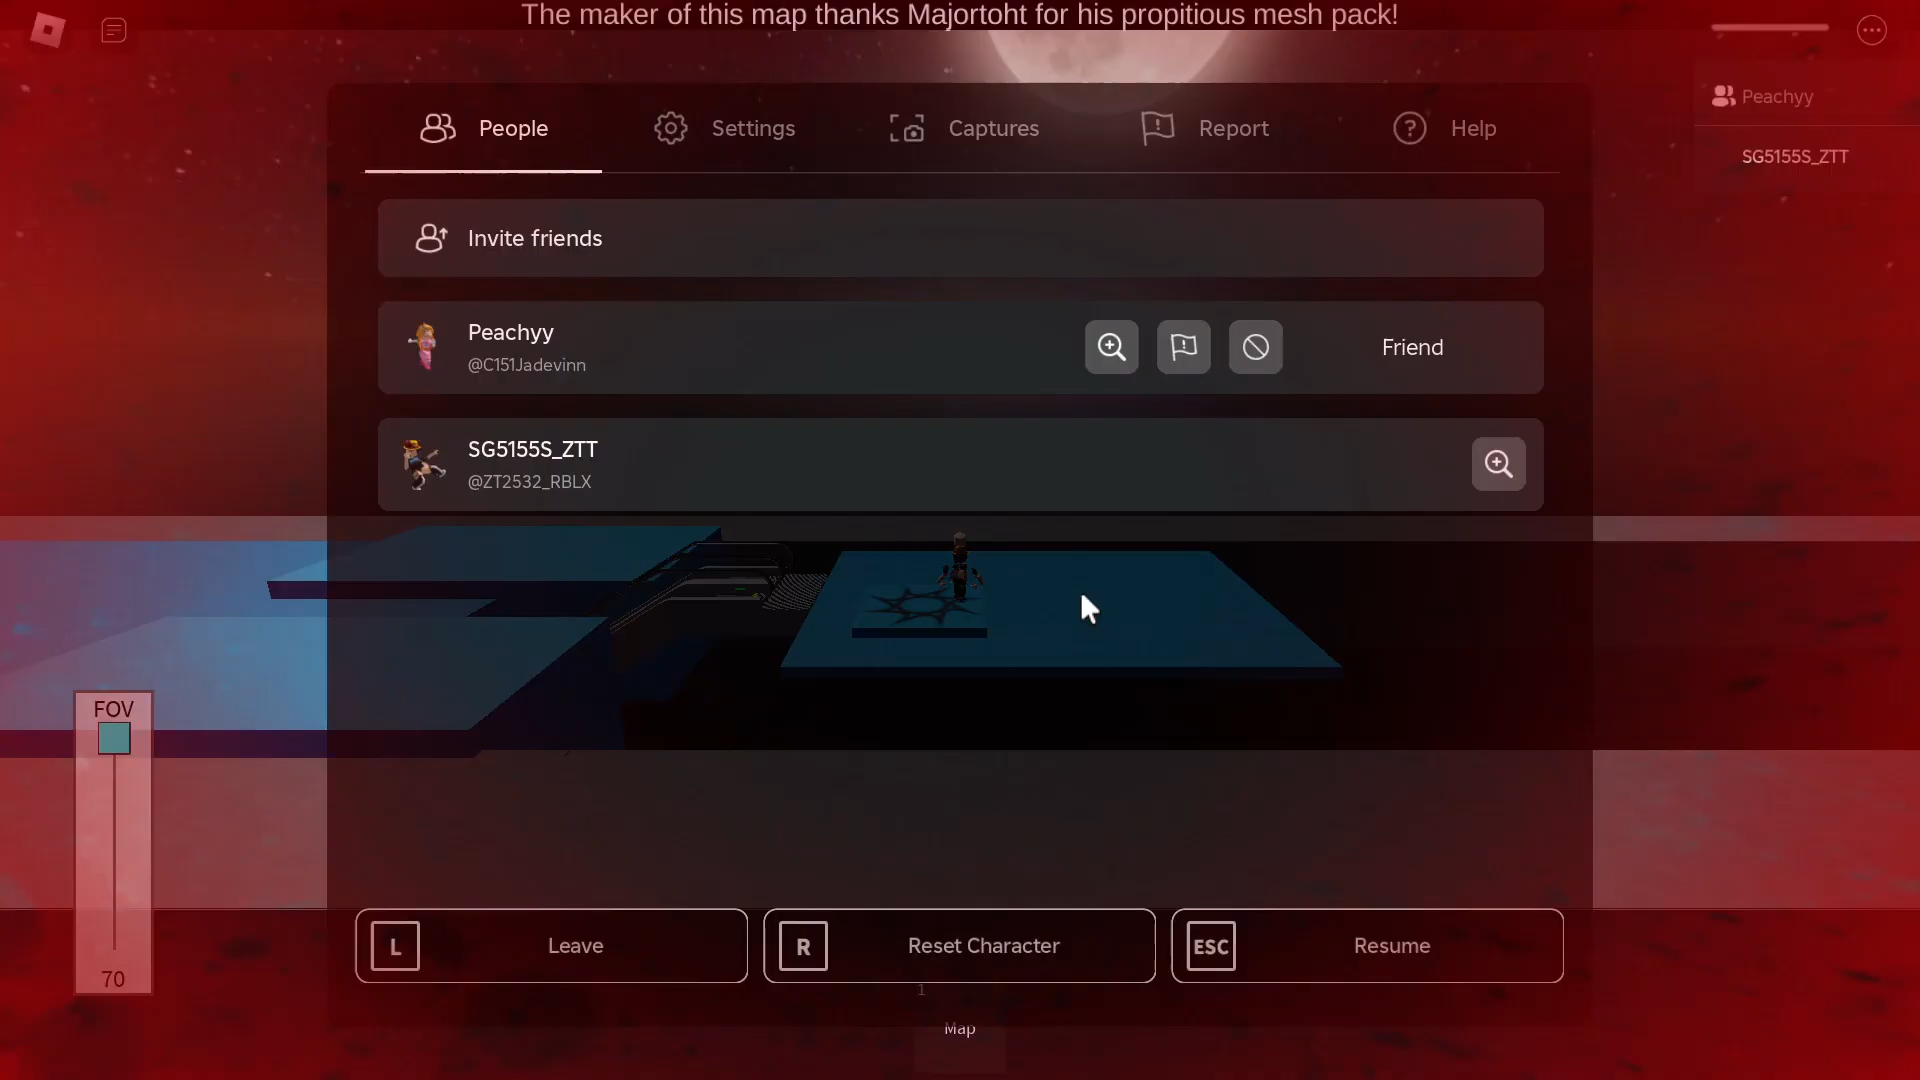 The maker of this map thanks Majortoht for his propitious mesh pack!
People
Settings
Captures
Report
Help
Peachyy
SG5155S_ZTT
Invite friends
Peachyy
@C151Jadevinn
Friend
SG5155S_ZTT
@ZT2532_RBLX
FOV
70
L
Leave
R
Reset Character
ESC
Resume
1
Map